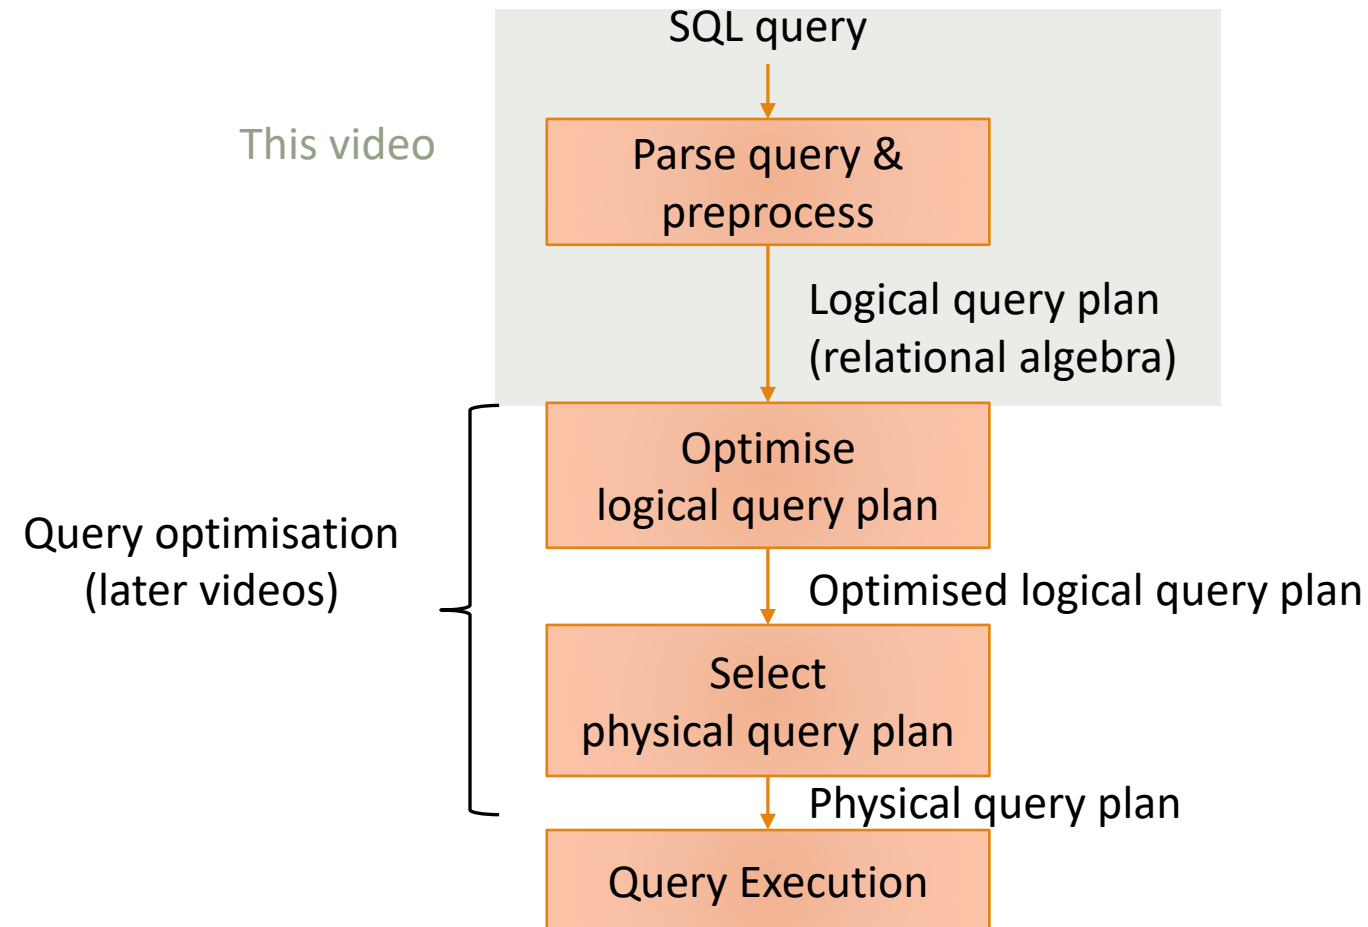 SQL query
This video
Parse query &
preprocess
Logical query plan
(relational algebra)
Optimise
logical query plan
Query optimisation
(later videos)
Optimised logical query plan
Select
physical query plan
Physical query plan
Query Execution